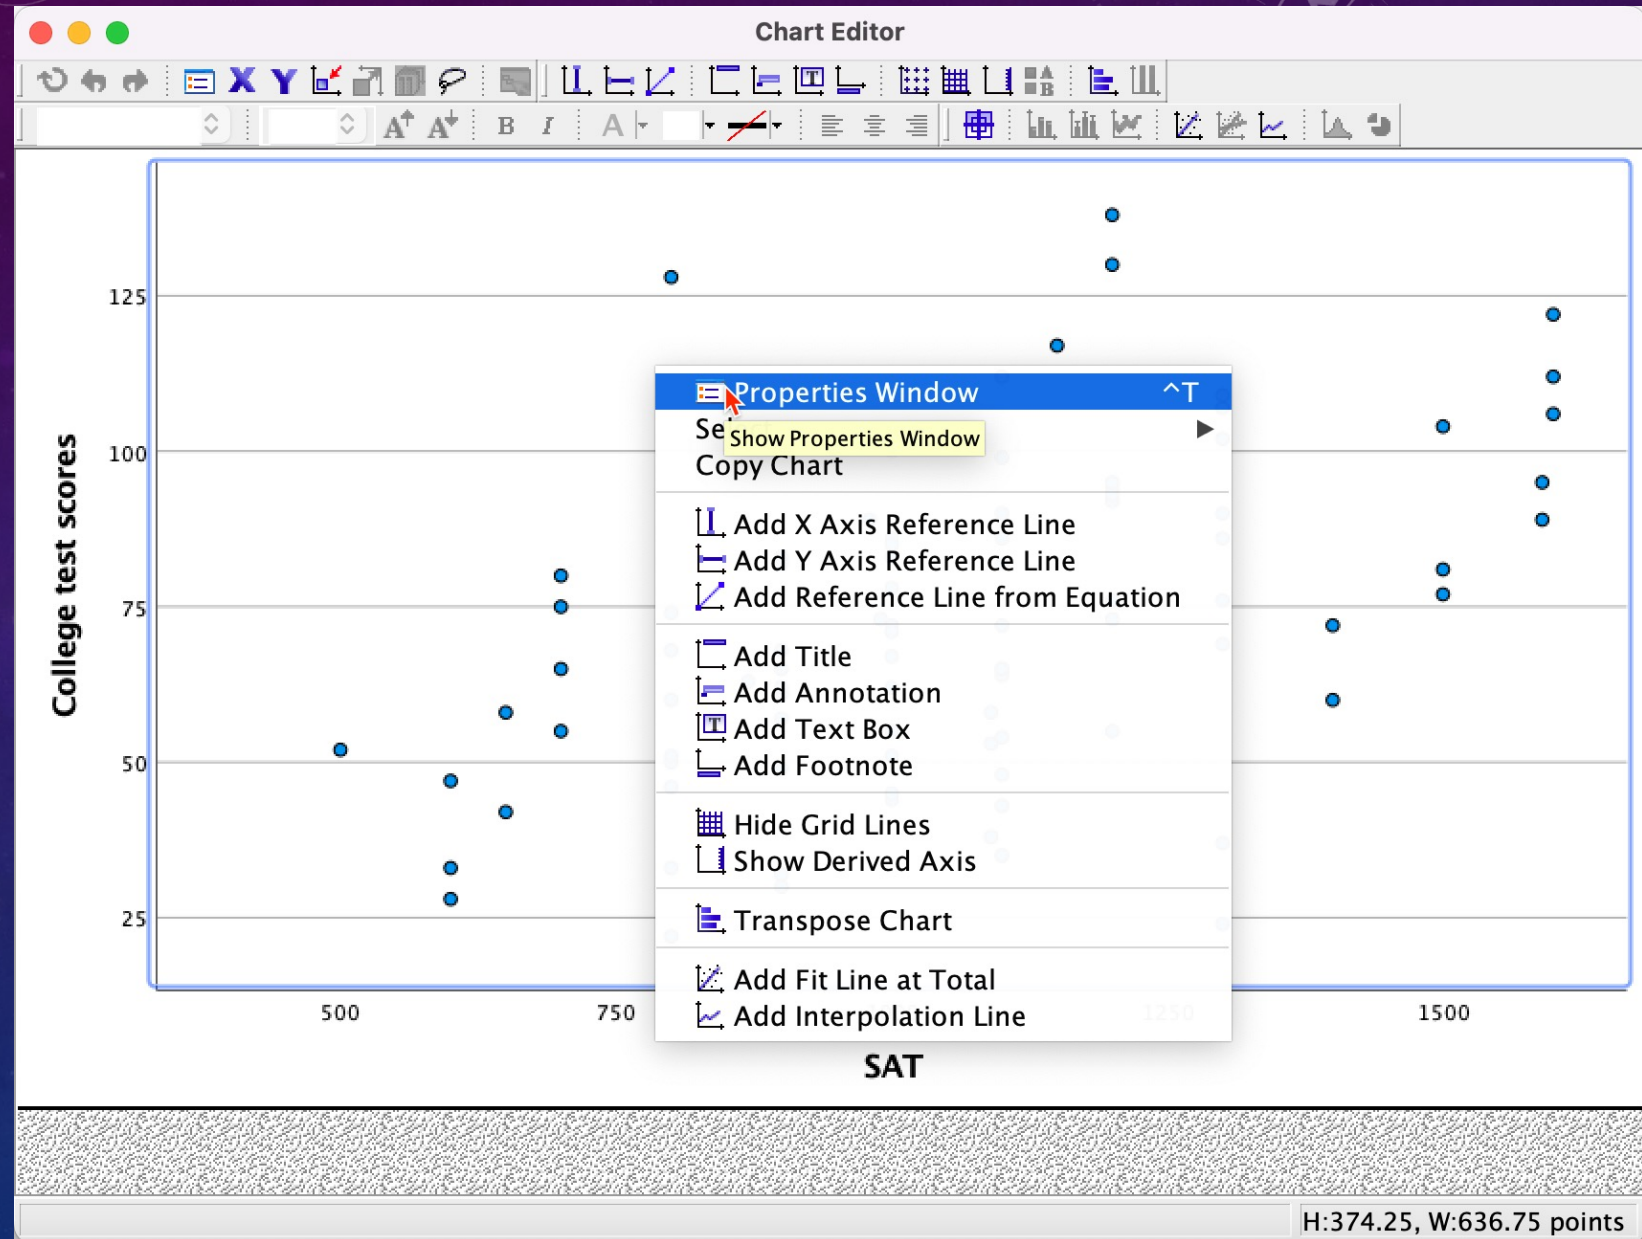 Chart Editor
X Y
A A B I A
125
100
75
50
25
College test scores
Properties Window ^T
Se
Show Properties Window
Copy Chart
Add X Axis Reference Line
Add Y Axis Reference Line
Add Reference Line from Equation
Add Title
Add Annotation
Add Text Box
Add Footnote
Hide Grid Lines
Show Derived Axis
Transpose Chart
Add Fit Line at Total
Add Interpolation Line
500 750 1250 1500
SAT
H:374.25, W:636.75 points